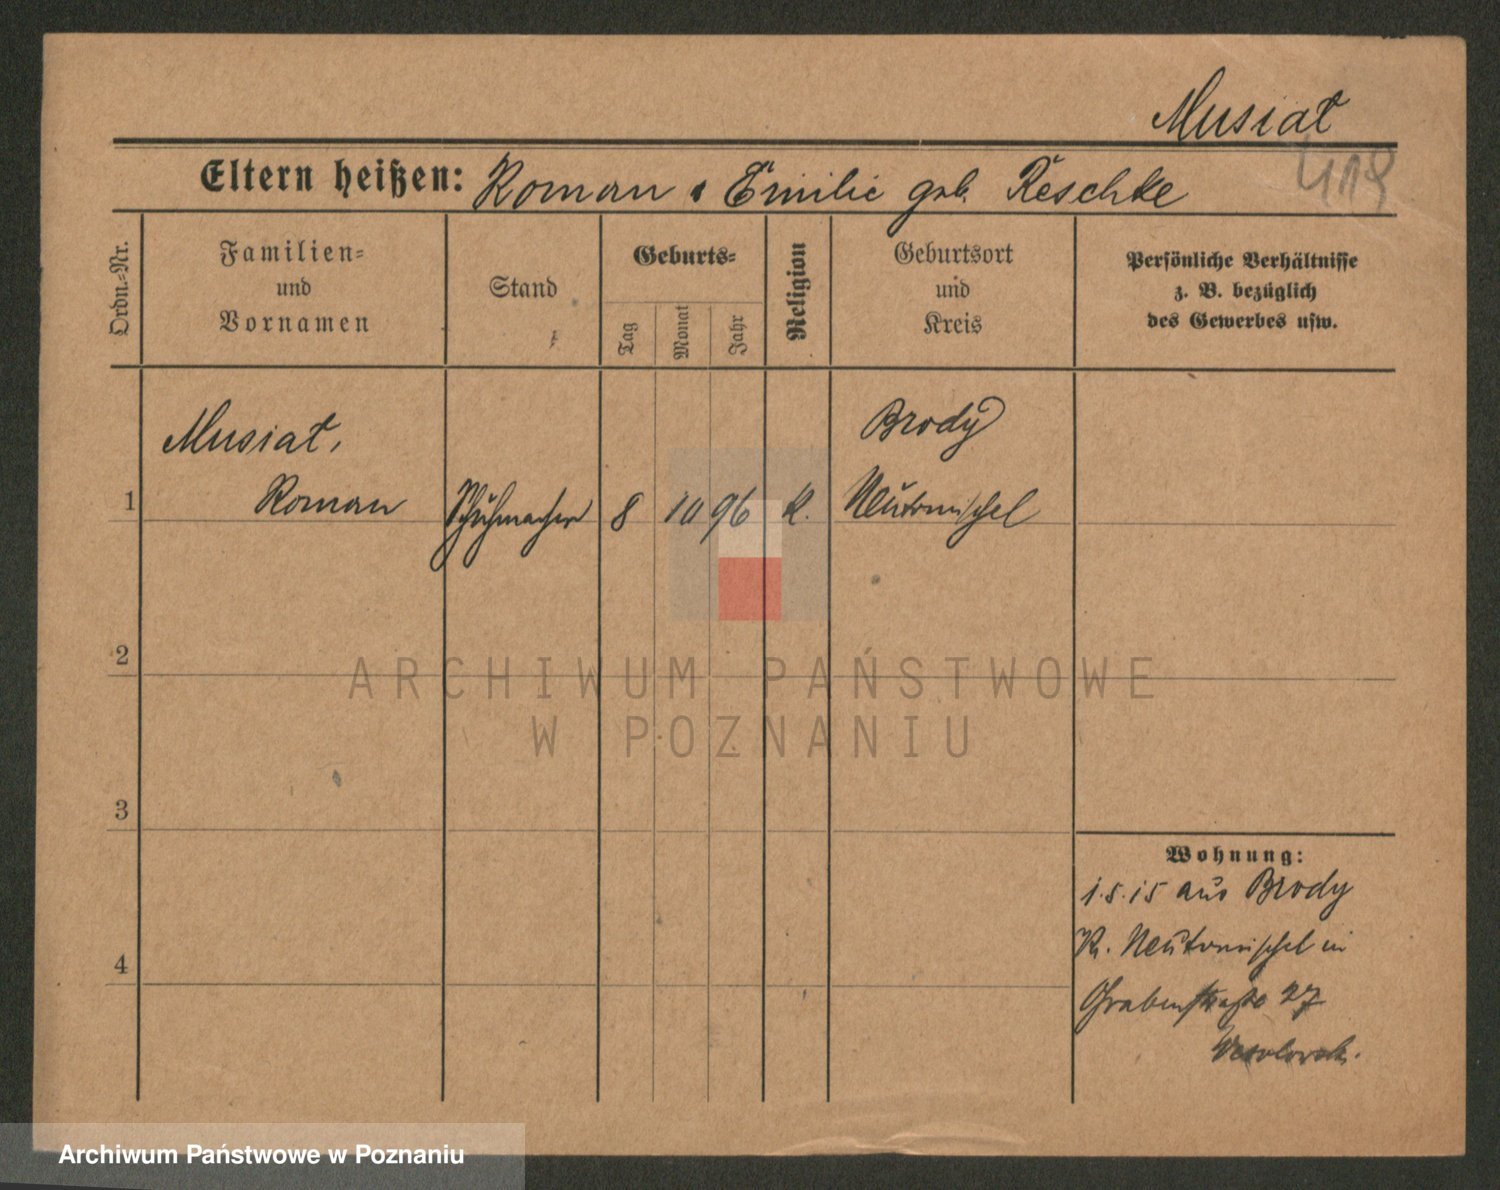 Musiat
419
Eltern heißen: Roman u Emilie geb. Reschke
Ordn.-Nr.
Familien-
und
Vornamen
Stand
Geburts-
Tag
Monat
Jahr
Religion
Geburtsort
und
Kreis
Persönliche Verhältnisse
z. B. bezüglich
des Gewerbes usw.
Musiat,
Brody
1 Roman Schuhmacher 8 10 96 K. Neutomischel
2
ARCHIWUM PAŃSTWOWE
W POZNANIU
3
Wohnung:
1.5.15 aus Brody
Kr. Neutomischel in
4
Grabenstraße 27
Archiwum Państwowe w Poznaniu